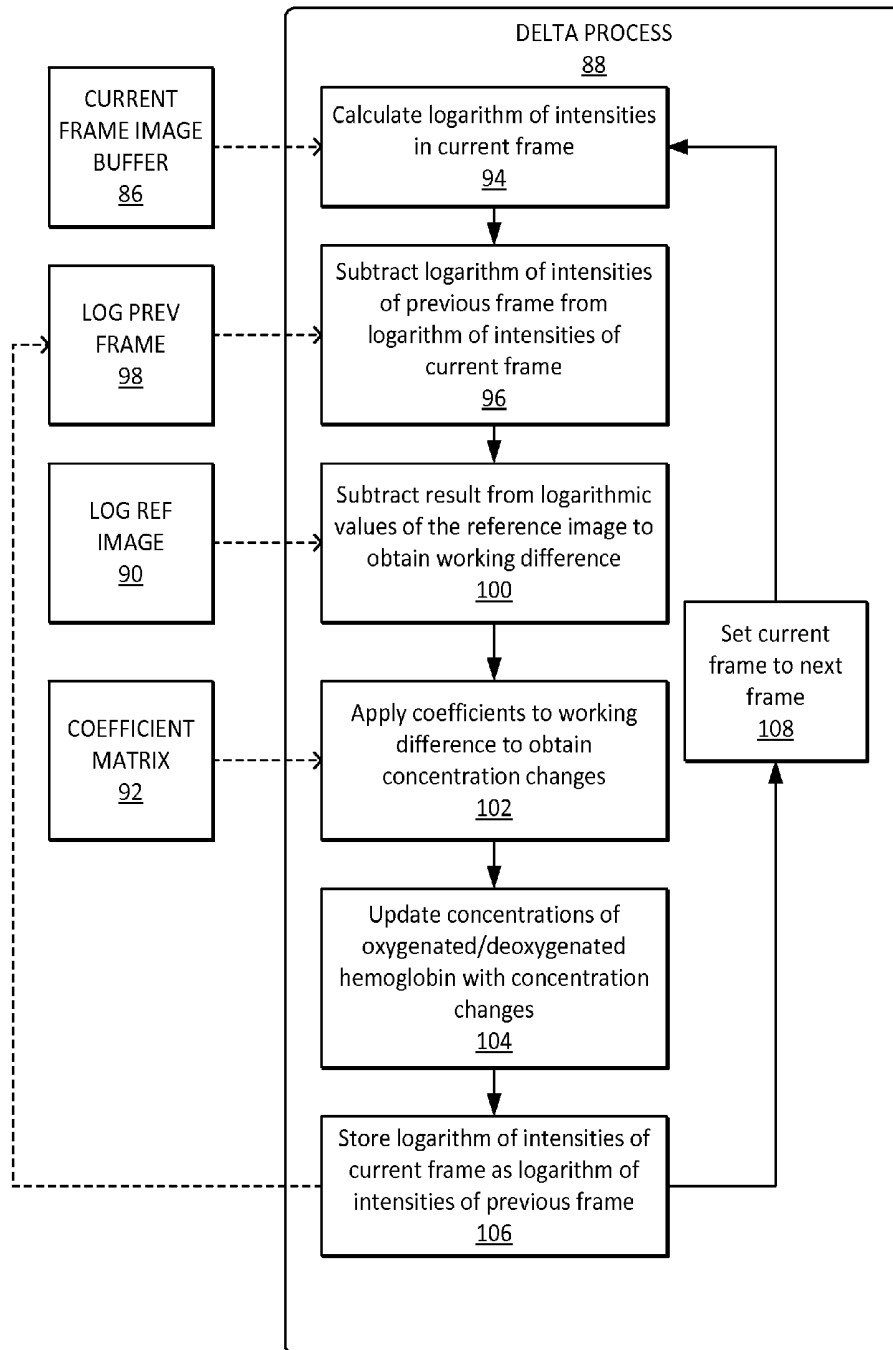 DELTA PROCESS
88
CURRENT
FRAME IMAGE
BUFFER
86
Calculate logarithm of intensities
in current frame
94
LOG PREV
FRAME
98
Subtract logarithm of intensities
of previous frame from
logarithm of intensities of
current frame
96
LOG REF
IMAGE
90
Subtract result from logarithmic
values of the reference image to
obtain working difference
100
COEFFICIENT
MATRIX
92
Apply coefficients to working
difference to obtain
concentration changes
102
Set current
frame to next
frame
108
Update concentrations of
oxygenated/deoxygenated
hemoglobin with concentration
changes
104
Store logarithm of intensities of
current frame as logarithm of
intensities of previous frame
106